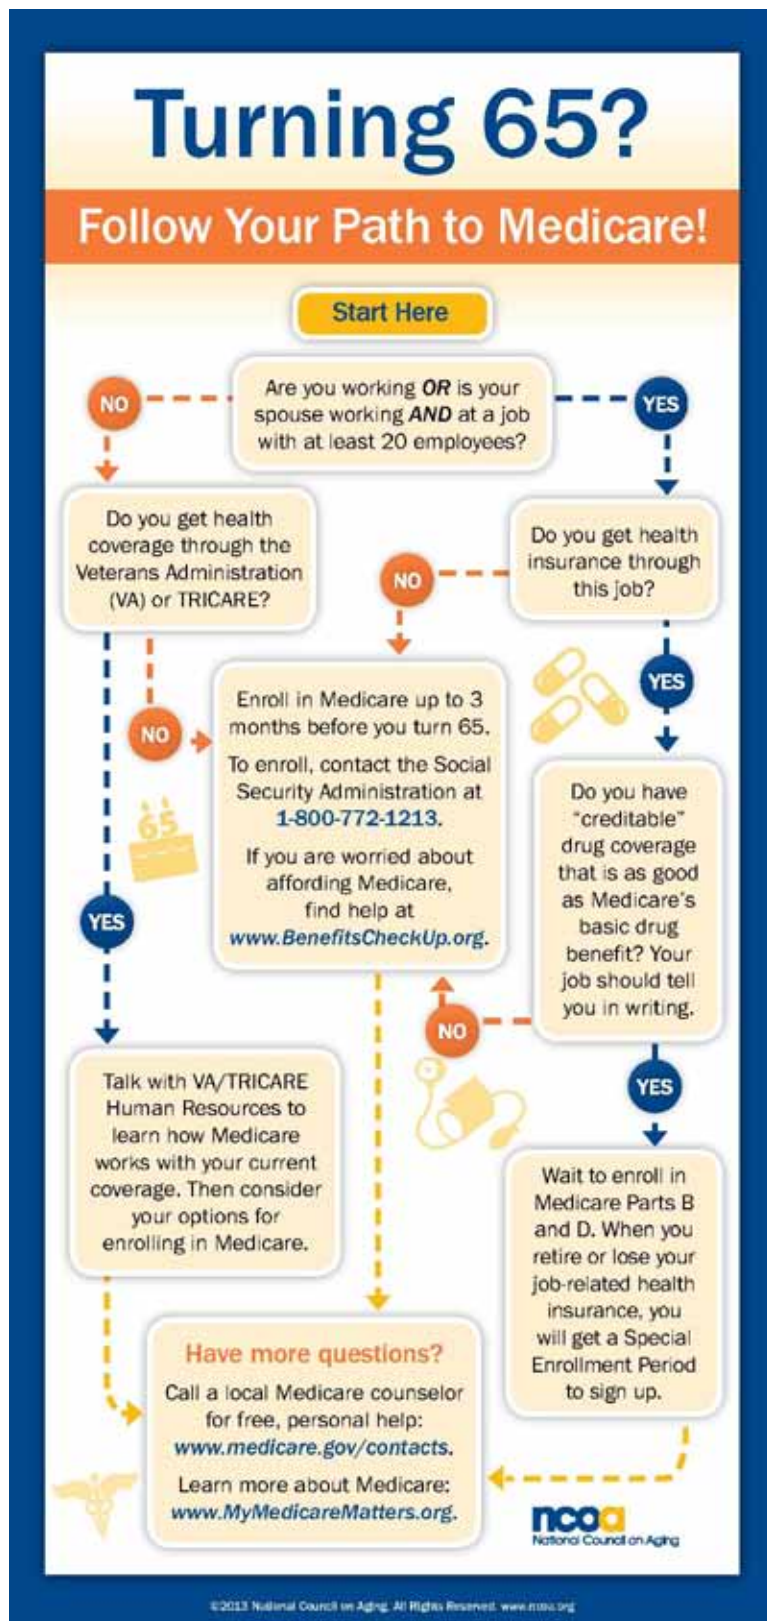 Turning 65?
Follow Your Path to Medicare!
Start Here
Are you working OR is your
spouse working AND at a job
with at least 20 employees?
NO
YES
Do you get health
coverage through the
Veterans Administration
(VA) or TRICARE?
Do you get health
insurance through
this job?
NO
YES
NO
Enroll in Medicare up to 3
months before you turn 65.
To enroll, contact the Social
Security Administration at
1-800-772-1213.
If you are worried about
affording Medicare,
find help at
www.BenefitsCheckUp.org.
65
Do you have
"creditable"
drug coverage
that is as good
as Medicare's
basic drug
benefit? Your
job should tell
you in writing.
YES
NO
YES
Talk with VA/TRICARE
Human Resources to
learn how Medicare
works with your current
coverage. Then consider
your options for
enrolling in Medicare.
Wait to enroll in
Medicare Parts B
and D. When you
retire or lose your
job-related health
insurance, you
will get a Special
Enrollment Period
to sign up.
Have more questions?
Call a local Medicare counselor
for free, personal help:
www.medicare.gov/contacts.
Learn more about Medicare:
www.MyMedicareMatters.org.
ncoa
National Council on Aging
©2013 National Council on Aging. All Rights Reserved. www.ncoa.org